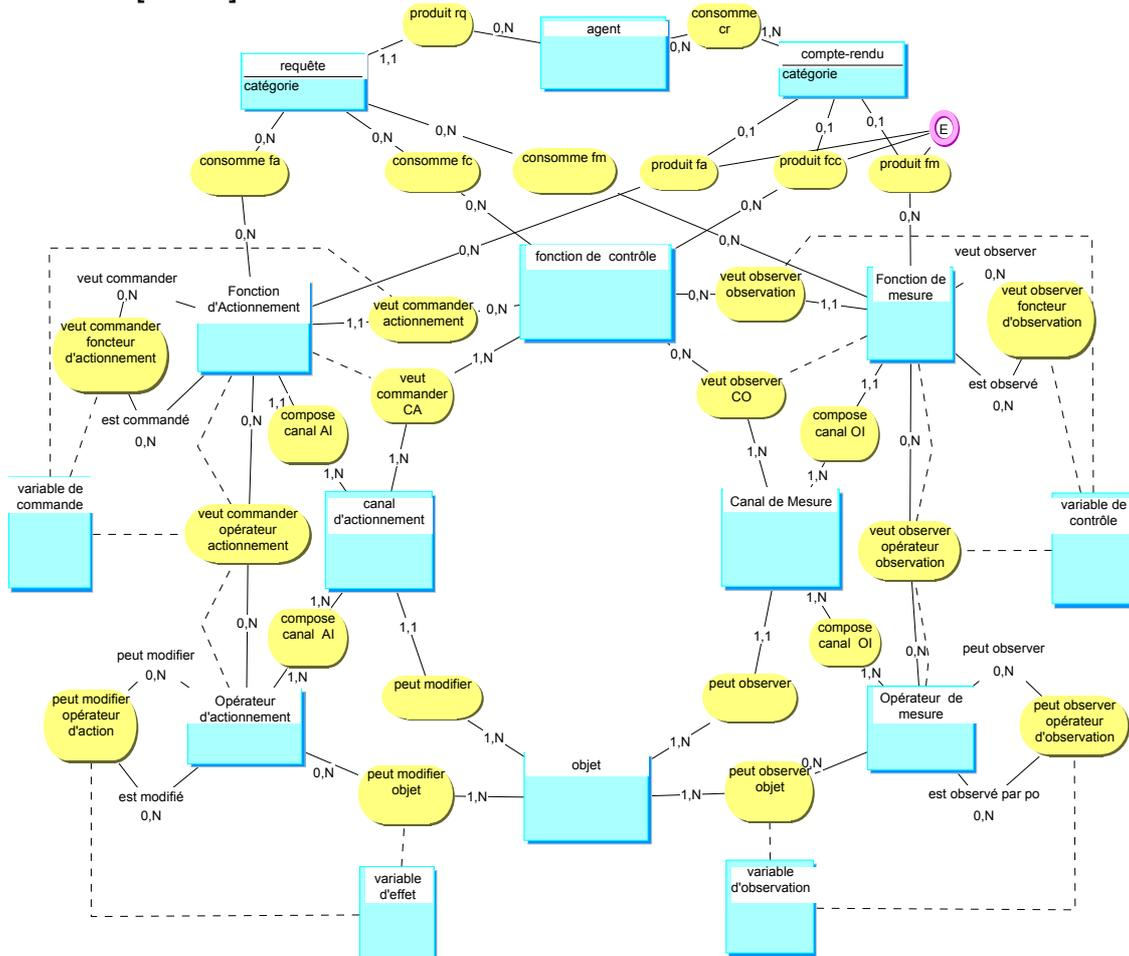 produit rq
0,N
agent
consomme
cr
0,N
1,N
1,1
requête
catégorie
compte-rendu
catégorie
0,N
0,N
0,N
0,1
0,1
0,1
E
consomme fa
consomme fc
consomme fm
produit fa
produit fcc
produit fm
0,N
0,N
0,N
0,N
0,N
0,N
veut commander
0,N
Fonction
d'Actionnement
fonction de contrôle
veut observer
observation
Fonction de
mesure
veut observer
0,N
veut observer
foncteur
d'observation
veut commander
foncteur
d'actionnement
1,1
veut commander
actionnement
0,N
0,N
1,1
1,N
0,N
est commandé
0,N
1,1
0,N
compose
canal AI
veut
commander
CA
veut observer
CO
1,1
compose
canal OI
est observé
0,N
0,N
1,N
1,N
1,N
1,N
variable de
commande
veut commander
opérateur
actionnement
canal
d'actionnement
Canal de Mesure
veut observer
opérateur
observation
variable de
contrôle
1,N
0,N
compose
canal AI
1,N
1,1
1,1
1,N
compose
canal OI
1,N
0,N
peut modifier
0,N
peut observer
0,N
peut modifier
opérateur
d'action
Opérateur
d'actionnement
peut modifier
peut observer
Opérateur de
mesure
peut observer
opérateur
d'observation
1,N
1,N
est modifié
0,N
0,N
peut modifier
objet
1,N
objet
1,N
peut observer
objet
0,N
est observé par po
0,N
variable
d'effet
variable
d'observation